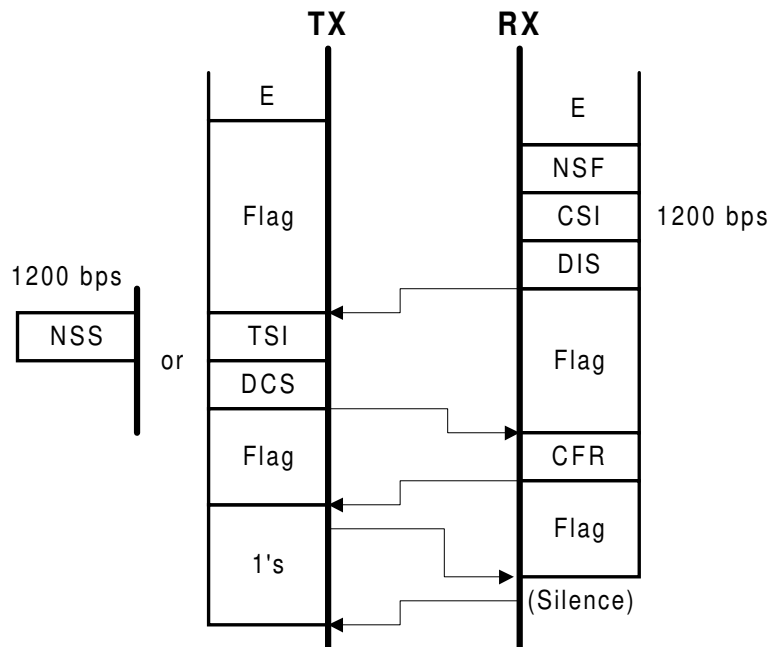 TX
RX
E
E
NSF
CSI
1200 bps
Flag
DIS
1200 bps
NSS
or
TSI
Flag
DCS
Flag
CFR
Flag
1's
(Silence)